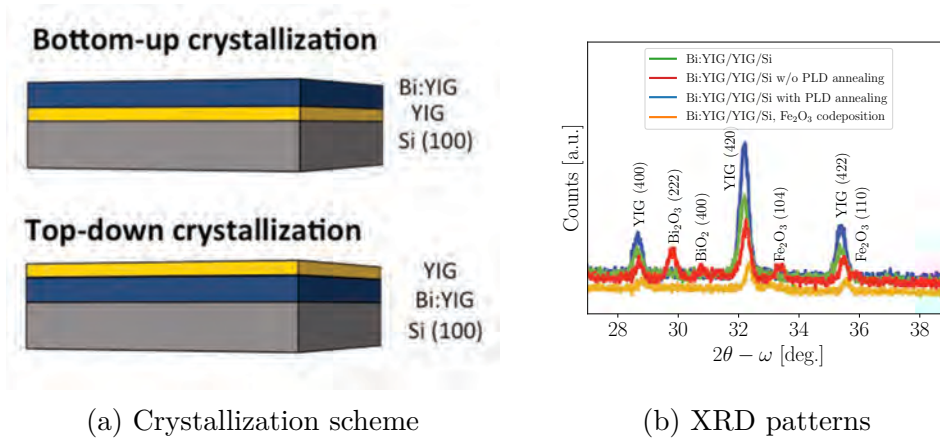 Bottom-up crystallization
Bi:YIG
YIG
Si (100)
Top-down crystallization
YIG
Bi:YIG
Si (100)
(a) Crystallization scheme
Bi:YIG/YIG/Si
Bi:YIG/YIG/Si w/o PLD annealing
Bi:YIG/YIG/Si with PLD annealing
Bi:YIG/YIG/Si, Fe₂O₃ codeposition
Counts [a.u.]
YIG (400)
Bi₂O₃ (222)
BiO₂ (400)
YIG (420)
Fe₂O₃ (104)
YIG (422)
Fe₂O₃ (110)
28 30 32 34 36 38
2θ − ω [deg.]
(b) XRD patterns